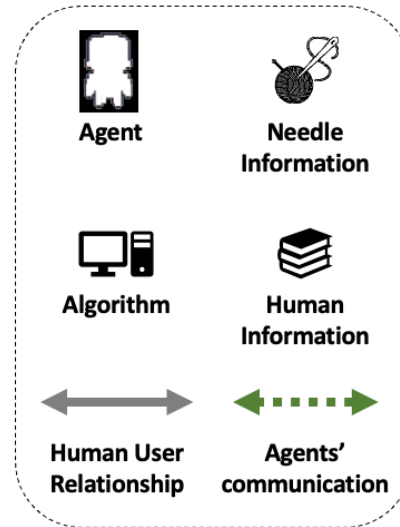 Agent
Needle
Information
Algorithm
Human
Information
Human User
Relationship
Agents’
communication